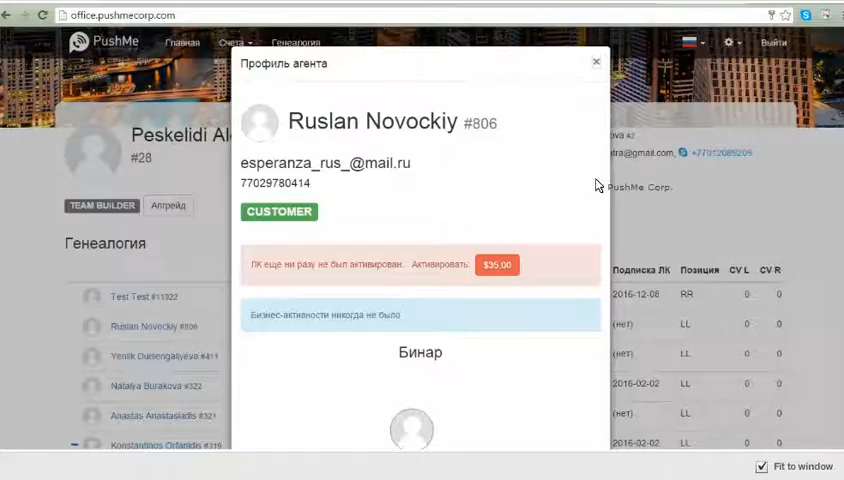 office.pushmecorp.com
PushMe Главная Счета Генеалогия Выйти
Профиль агента ×
Ruslan Novockiy #806
Peskelidi Al
#28
esperanza_rus_@mail.ru
77029780414
tra@gmail.com, +77012089209
PushMe Corp.
TEAM BUILDER Апгрейд
CUSTOMER
Генеалогия
ЛК еще ни разу не был активирован. Активировать: $35.00
Подписка ЛК Позиция CV L CV R
Test Test #11322 2016-12-08 RR 0 0
Бизнес-активности никогда не было
Ruslan Novockiy #806 (нет) LL 0 0
Yenlik Duisengaliyeva #411 (нет) LL 0 0
Бинар
Natalya Burakova #322 2016-02-02 LL 0 0
Anastas Anastasiadis #321 (нет) LL 0 0
Konstantinos Orfanidis #319 2016-02-02 LL 0 0
Fit to window